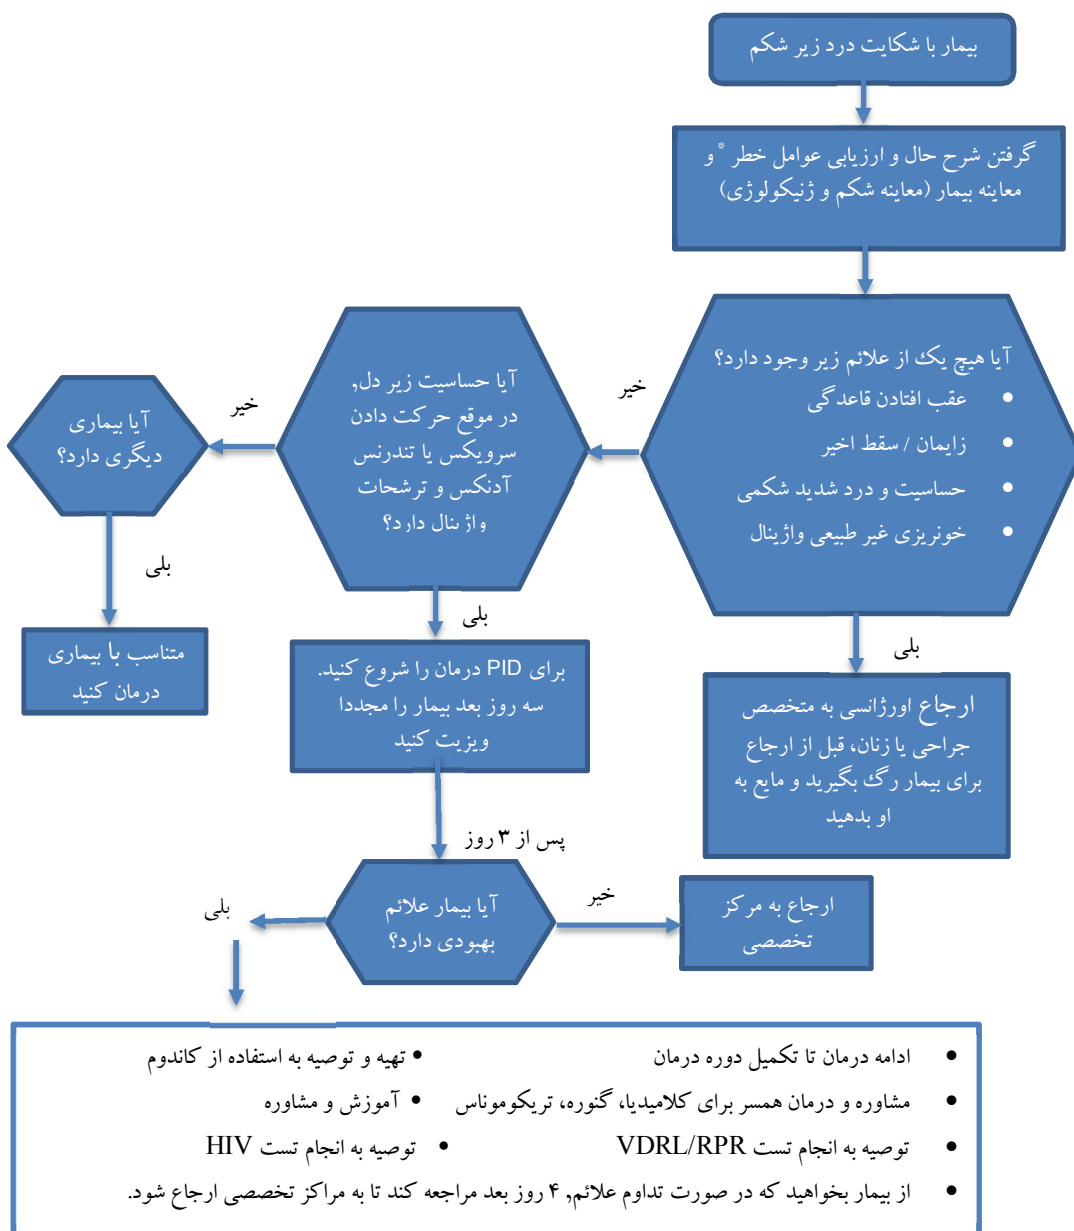 بیمار با شکایت درد زیر شکم
گرفتن شرح حال و ارزیابی عوامل خطر * و
معاینه بیمار (معاینه شکم و ژنیکولوژی)
آیا هیچ یک از علائم زیر وجود دارد؟
• عقب افتادن قاعدگی
• زایمان / سقط اخیر
• حساسیت و درد شدید شکمی
• خونریزی غیر طبیعی واژینال
خیر
آیا حساسیت زیر دل,
در موقع حرکت دادن
سرویکس یا تندرنس
آدنکس و ترشحات
واژینال دارد؟
خیر
آیا بیماری
دیگری دارد؟
بلی
متناسب با بیماری
درمان کنید
بلی
برای PID درمان را شروع کنید.
سه روز بعد بیمار را مجددا
ویزیت کنید
بلی
ارجاع اورژانسی به متخصص
جراحی یا زنان، قبل از ارجاع
برای بیمار رگ بگیرید و مایع به
او بدهید
پس از ۳ روز
آیا بیمار علائم
بهبودی دارد؟
خیر
ارجاع به مرکز
تخصصی
بلی
• ادامه درمان تا تکمیل دوره درمان • تهیه و توصیه به استفاده از کاندوم
• مشاوره و درمان همسر برای کلامیدیا، گنوره، تریکوموناس • آموزش و مشاوره
• توصیه به انجام تست VDRL/RPR • توصیه به انجام تست HIV
• از بیمار بخواهید که در صورت تداوم علائم, ۴ روز بعد مراجعه کند تا به مراکز تخصصی ارجاع شود.